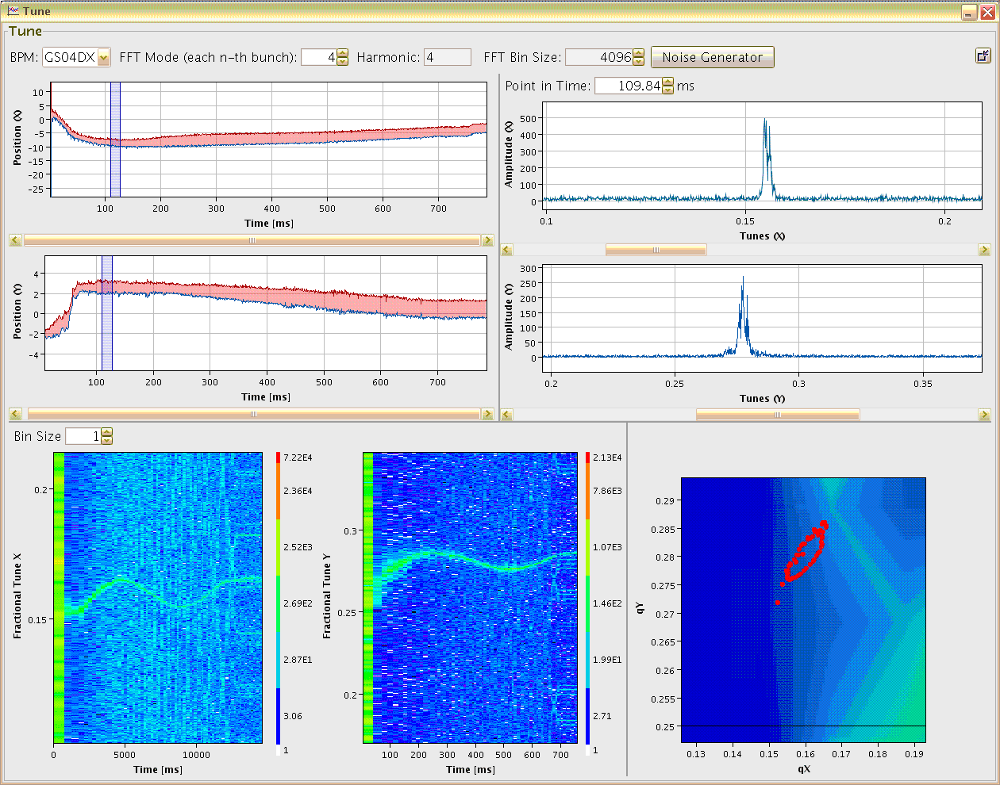 Tune
Tune
BPM: GS04DX FFT Mode (each n-th bunch): 4 Harmonic: 4 FFT Bin Size: 4096 Noise Generator
Point in Time: 109.84 ms
Position (X)
10
5
0
-5
-10
-15
-20
-25
100 200 300 400 500 600 700
Time [ms]
Amplitude (X)
500
400
300
200
100
0
0.1 0.15 0.2
Tunes (X)
Position (Y)
4
2
0
-2
-4
100 200 300 400 500 600 700
Time [ms]
Amplitude (Y)
300
250
200
150
100
50
0
0.2 0.25 0.3 0.35
Tunes (Y)
Bin Size 1
Fractional Tune X
0.2
0.15
0 5000 10000
Time [ms]
7.22E4
2.36E4
2.52E3
2.69E2
2.87E1
3.06
1
Fractional Tune Y
0.3
0.25
0.2
100 200 300 400 500 600 700
Time [ms]
2.13E4
7.86E3
1.07E3
1.46E2
1.99E1
2.71
1
qY
0.29
0.285
0.28
0.275
0.27
0.265
0.26
0.255
0.25
0.13 0.14 0.15 0.16 0.17 0.18 0.19
qX